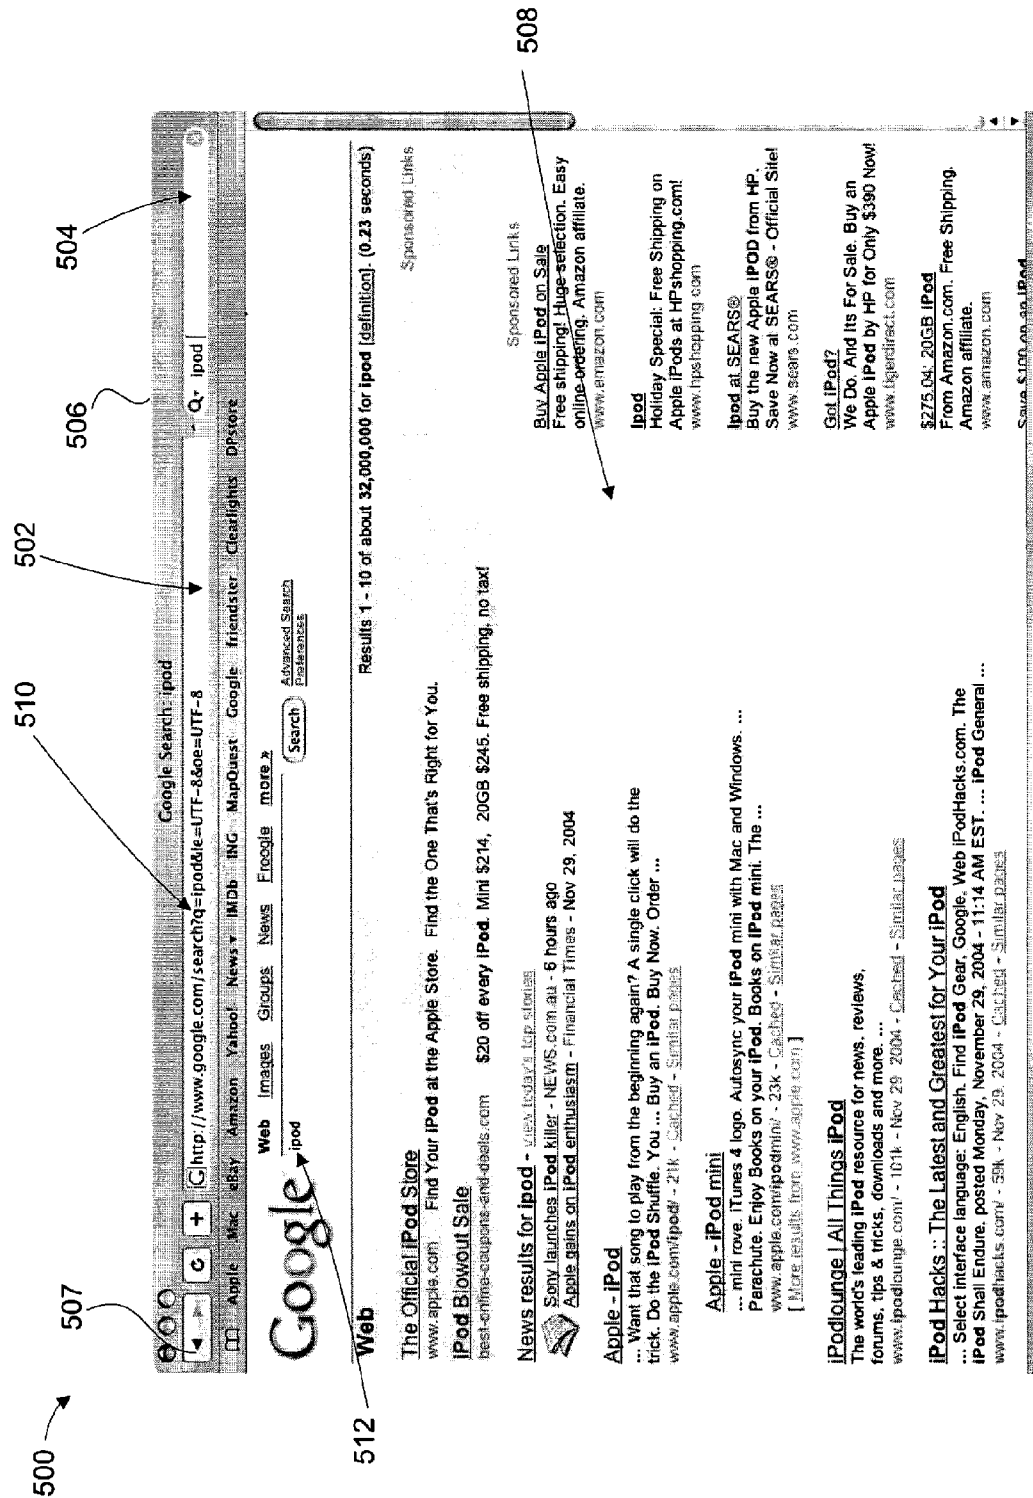 500
507
510
502
506
504
Google Search: ipod
http://www.google.com/search?q=ipod&ie=UTF-8&oe=UTF-8
ipod
Apple Mac eBay Amazon Yahoo! News IMDb ING MapQuest Google friendster Clearlights DPstore
Google
Web Images Groups News Froogle more »
ipod
Search
Advanced Search
Preferences
512
Web
Results 1 - 10 of about 32,000,000 for ipod [definition]. (0.23 seconds)
The Official iPod Store
www.apple.com Find Your iPod at the Apple Store. Find the One That's Right for You.
Sponsored Links
iPod Blowout Sale
best-online-coupons-and-deals.com $20 off every iPod. Mini $214, 20GB $245. Free shipping, no tax!
News results for ipod - View today's top stories
Sony launches iPod killer - NEWS.com.au - 6 hours ago
Apple gains on iPod enthusiasm - Financial Times - Nov 29, 2004
Apple - iPod
... Want that song to play from the beginning again? A single click will do the
trick. Do the iPod Shuffle. You ... Buy an iPod. Buy Now. Order ...
www.apple.com/ipod/ - 21k - Cached - Similar pages
Apple - iPod mini
... mini rove. iTunes 4 logo. Autosync your iPod mini with Mac and Windows. ...
Parachute. Enjoy Books on your iPod. Books on iPod mini. The ...
www.apple.com/ipodmini/ - 23k - Cached - Similar pages
[ More results from www.apple.com ]
iPodlounge | All Things iPod
The world's leading iPod resource for news, reviews,
forums, tips & tricks, downloads and more. ...
www.ipodlounge.com/ - 101k - Nov 29, 2004 - Cached - Similar pages
iPod Hacks :: The Latest and Greatest for Your iPod
... Select interface language: English. Find iPod Gear, Google, Web iPodHacks.com. The
iPod Shall Endure. posted Monday, November 29, 2004 - 11:14 AM EST. ... iPod General ...
www.ipodhacks.com/ - 59k - Nov 29, 2004 - Cached - Similar pages
Sponsored Links
Buy Apple iPod on Sale
Free shipping! Huge selection. Easy
online ordering. Amazon affiliate.
www.emazon.com
Ipod
Holiday Special: Free Shipping on
Apple iPods at HPshopping.com!
www.hpshopping.com
Ipod at SEARS®
Buy the new Apple iPOD from HP.
Save Now at SEARS® - Official Site!
www.sears.com
Got iPod?
We Do. And Its For Sale. Buy an
Apple iPod by HP for Only $390 Now!
www.tigerdirect.com
$275.04: 20GB iPod
From Amazon.com. Free Shipping.
Amazon affiliate.
www.amazon.com
Save $100 on an iPod
508